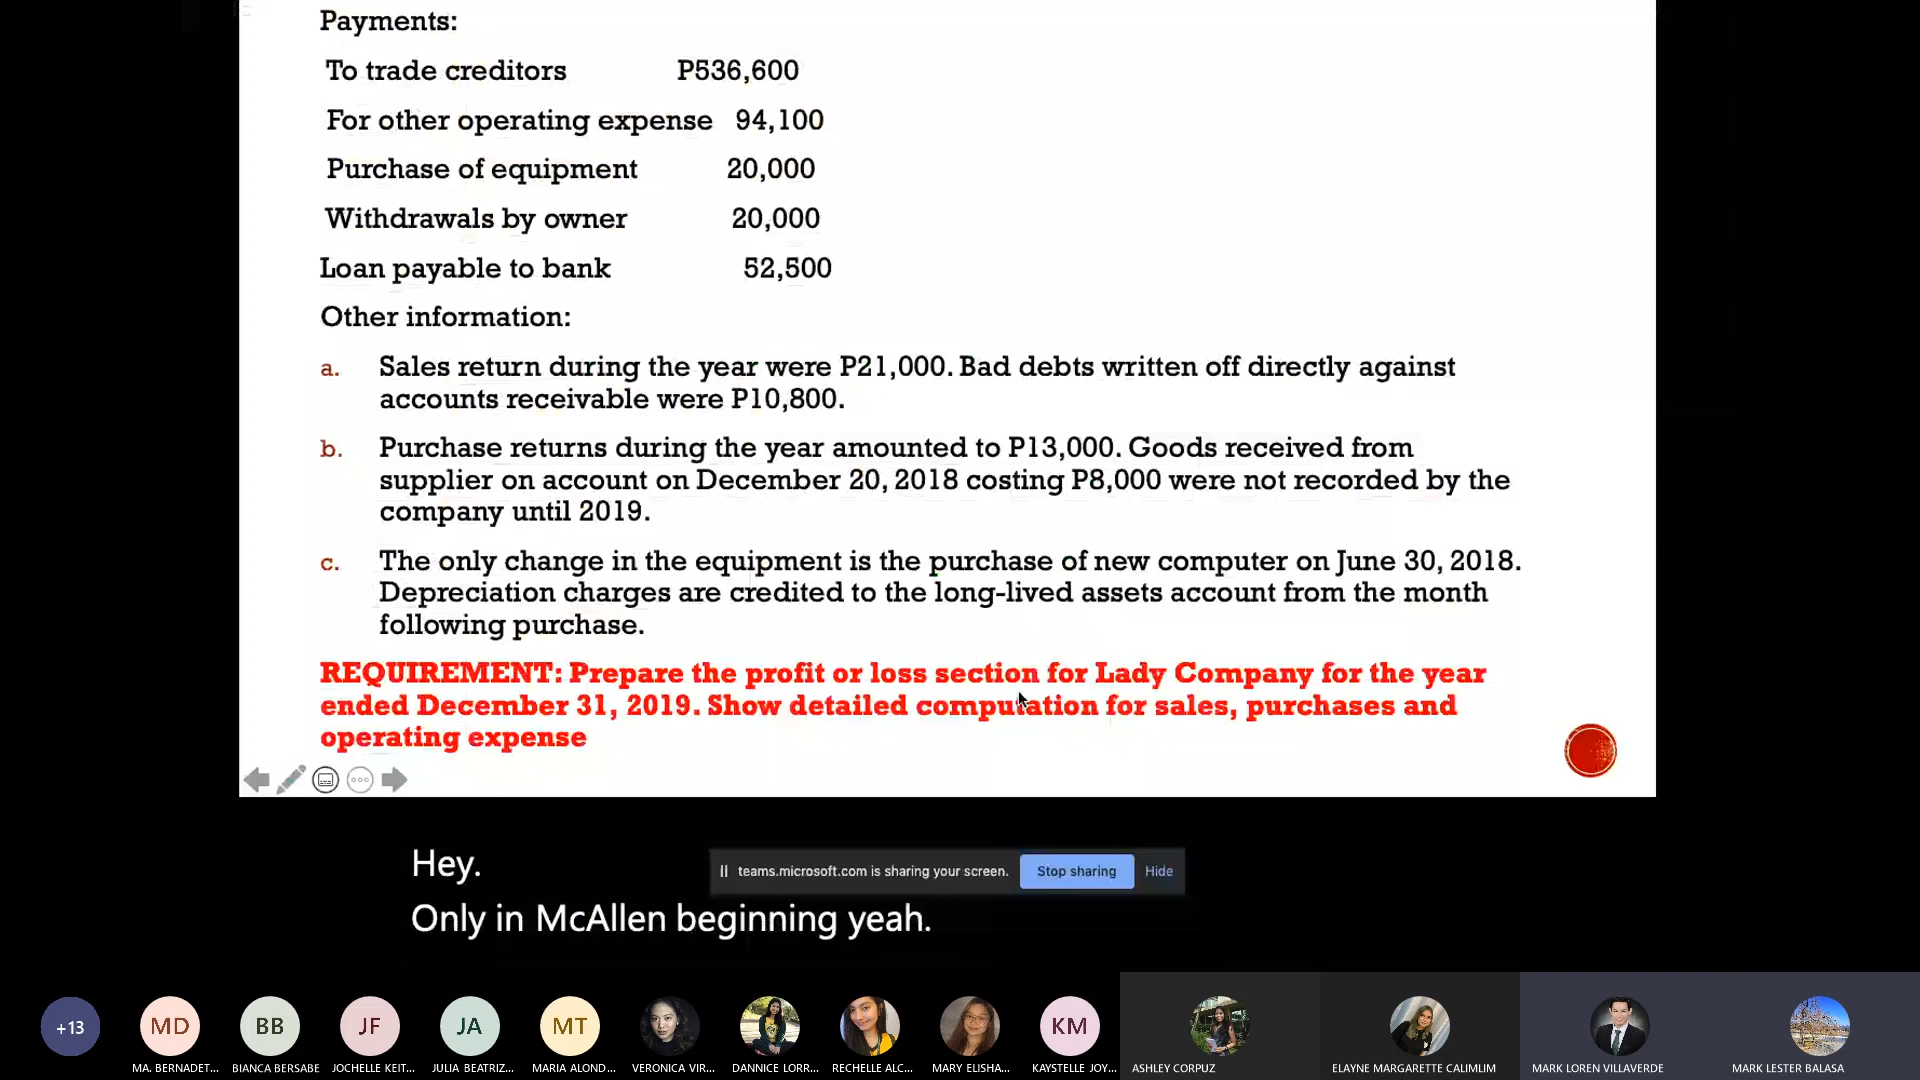 Payments:
To trade creditors P536,600
For other operating expense 94,100
Purchase of equipment 20,000
Withdrawals by owner 20,000
Loan payable to bank 52,500
Other information:
a. Sales return during the year were P21,000. Bad debts written off directly against
accounts receivable were P10,800.
b. Purchase returns during the year amounted to P13,000. Goods received from
supplier on account on December 20, 2018 costing P8,000 were not recorded by the
company until 2019.
c. The only change in the equipment is the purchase of new computer on June 30, 2018.
Depreciation charges are credited to the long-lived assets account from the month
following purchase.
REQUIREMENT: Prepare the profit or loss section for Lady Company for the year
ended December 31, 2019. Show detailed computation for sales, purchases and
operating expense
Hey.
teams.microsoft.com is sharing your screen. Stop sharing Hide
Only in McAllen beginning yeah.
+13 MD BB JF JA MT KM
MA. BERNADET... BIANCA BERSABE JOCHELLE KEIT... JULIA BEATRIZ... MARIA ALOND... VERONICA VIR... DANNICE LORR... RECHELLE ALC... MARY ELISHA... KAYSTELLE JOY... ASHLEY CORPUZ ELAYNE MARGARETTE CALIMLIM MARK LOREN VILLAVERDE MARK LESTER BALASA